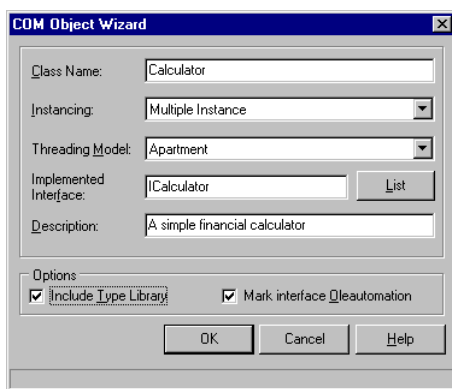 COM Object Wizard
Class Name: Calculator
Instancing: Multiple Instance
Threading Model: Apartment
Implemented
Interface: ICalculator List
Description: A simple financial calculator
Options
Include Type Library Mark interface Oleautomation
OK Cancel Help